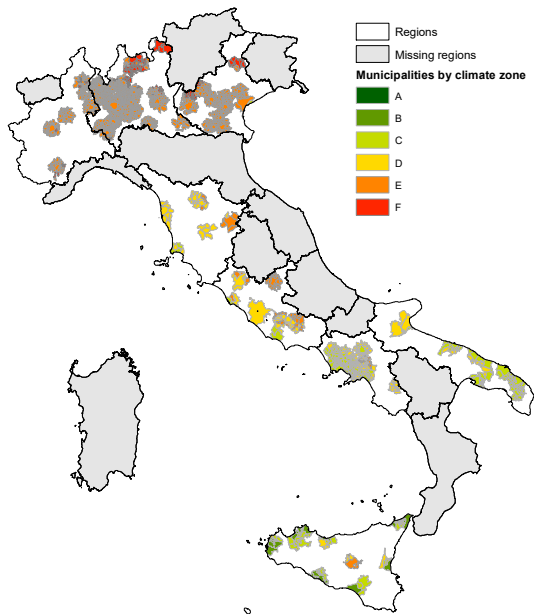 Regions
Missing regions
Municipalities by climate zone
A
B
C
D
E
F